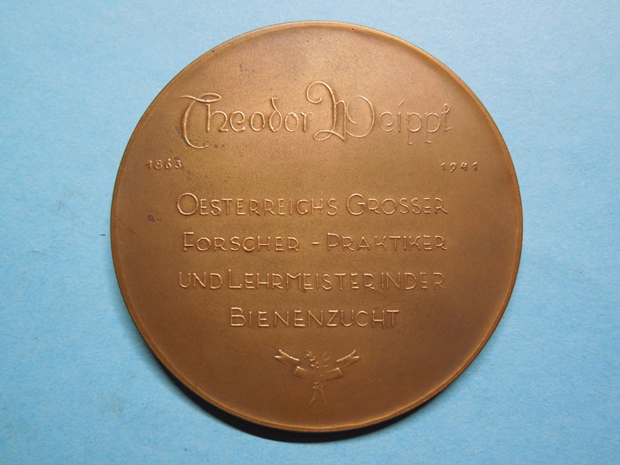 Theodor Weippl
1863 1941
OESTERREICHS GROSSER
FORSCHER - PRAKTIKER
UND LEHRMEISTER IN DER
BIENENZUCHT